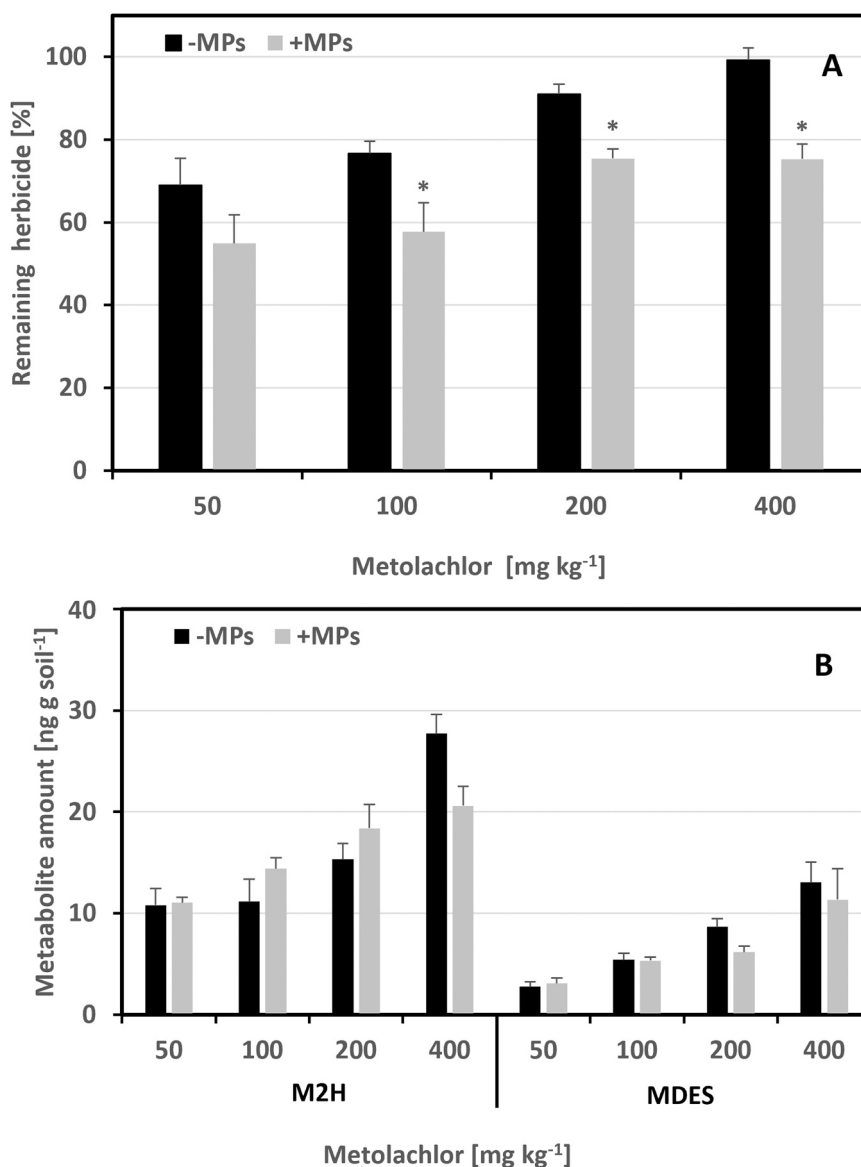 -MPs +MPs
A
Remaining herbicide [%]
100
80
60
40
20
0
*
*
*
50 100 200 400
Metolachlor [mg kg⁻¹]
-MPs +MPs
B
Metaabolite amount [ng g soil⁻¹]
40
30
20
10
0
50 100 200 400 50 100 200 400
M2H MDES
Metolachlor [mg kg⁻¹]